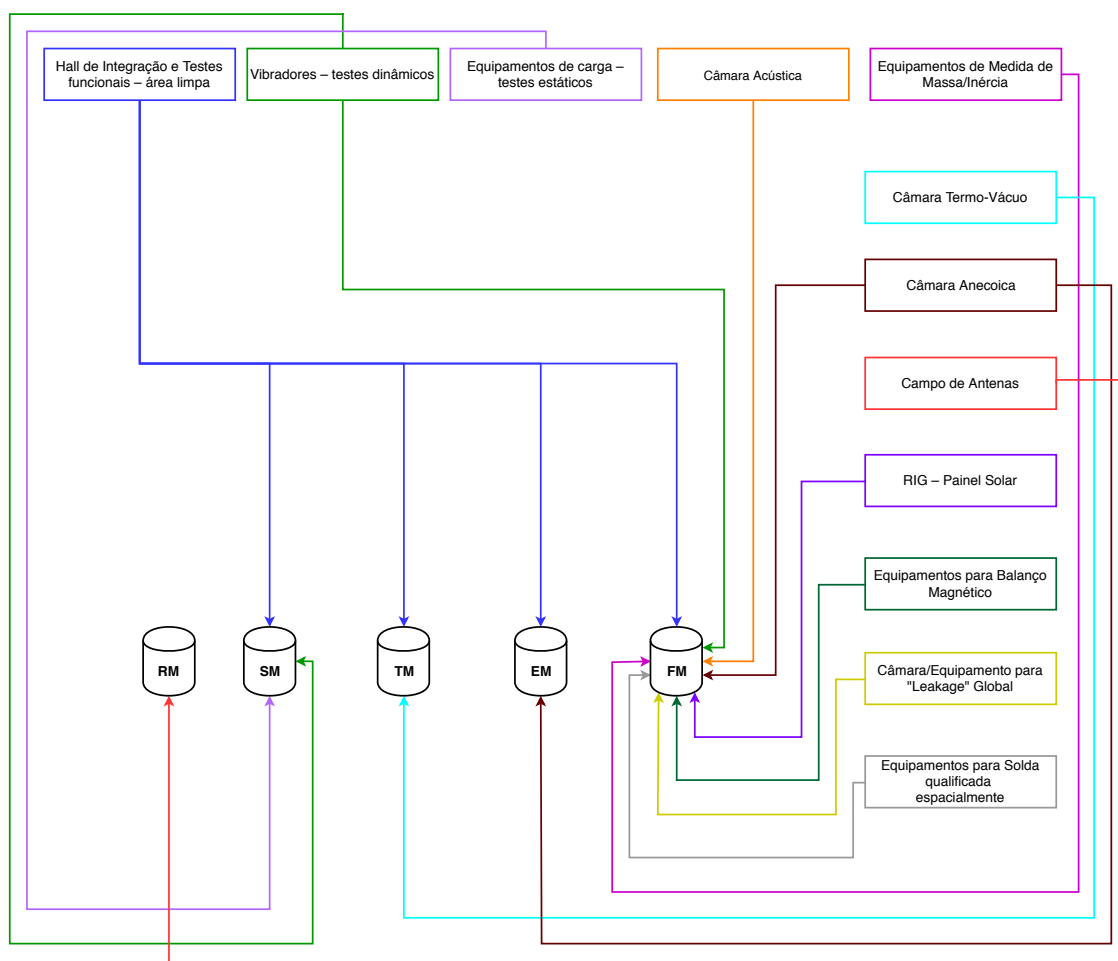 Hall de Integração e Testes
funcionais – área limpa
Vibradores – testes dinâmicos
Equipamentos de carga –
testes estáticos
Câmara Acústica
Equipamentos de Medida de
Massa/Inércia
Câmara Termo-Vácuo
Câmara Anecoica
Campo de Antenas
RIG – Painel Solar
Equipamentos para Balanço
Magnético
RM
SM
TM
EM
FM
Câmara/Equipamento para
"Leakage" Global
Equipamentos para Solda
qualificada
espacialmente